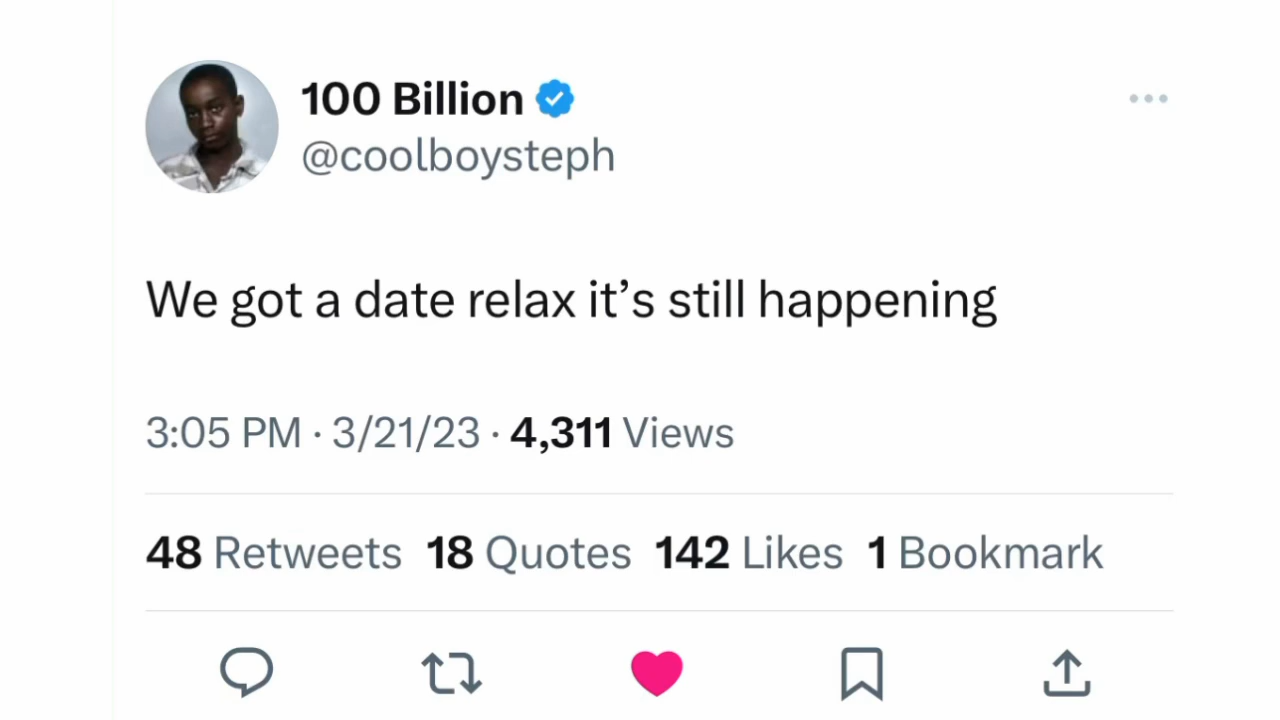 100 Billion
@coolboysteph
We got a date relax it’s still happening
3:05 PM · 3/21/23 · 4,311 Views
48 Retweets 18 Quotes 142 Likes 1 Bookmark